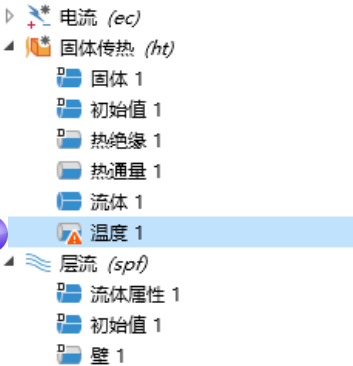 电流 (ec)
固体传热 (ht)
固体 1
初始值 1
热绝缘 1
热通量 1
流体 1
温度 1
层流 (spf)
流体属性 1
初始值 1
壁 1